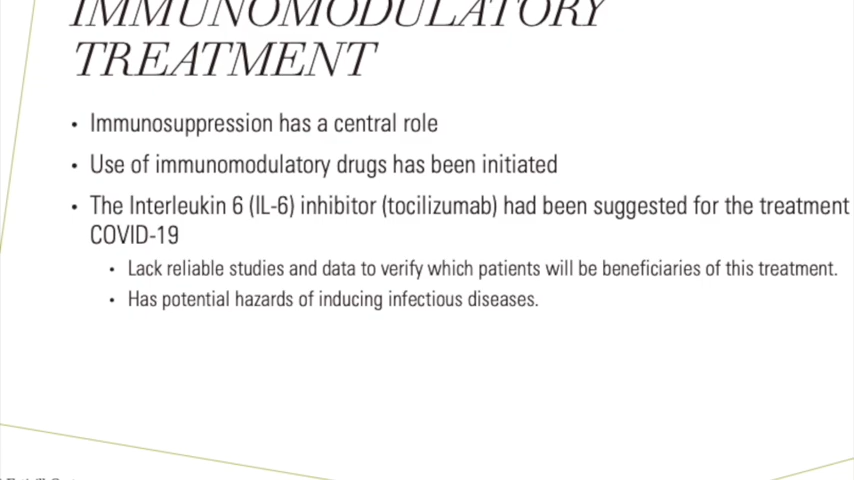 IMMUNOMODULATORY
TREATMENT
• Immunosuppression has a central role
• Use of immunomodulatory drugs has been initiated
• The Interleukin 6 (IL-6) inhibitor (tocilizumab) had been suggested for the treatment
COVID-19
• Lack reliable studies and data to verify which patients will be beneficiaries of this treatment.
• Has potential hazards of inducing infectious diseases.